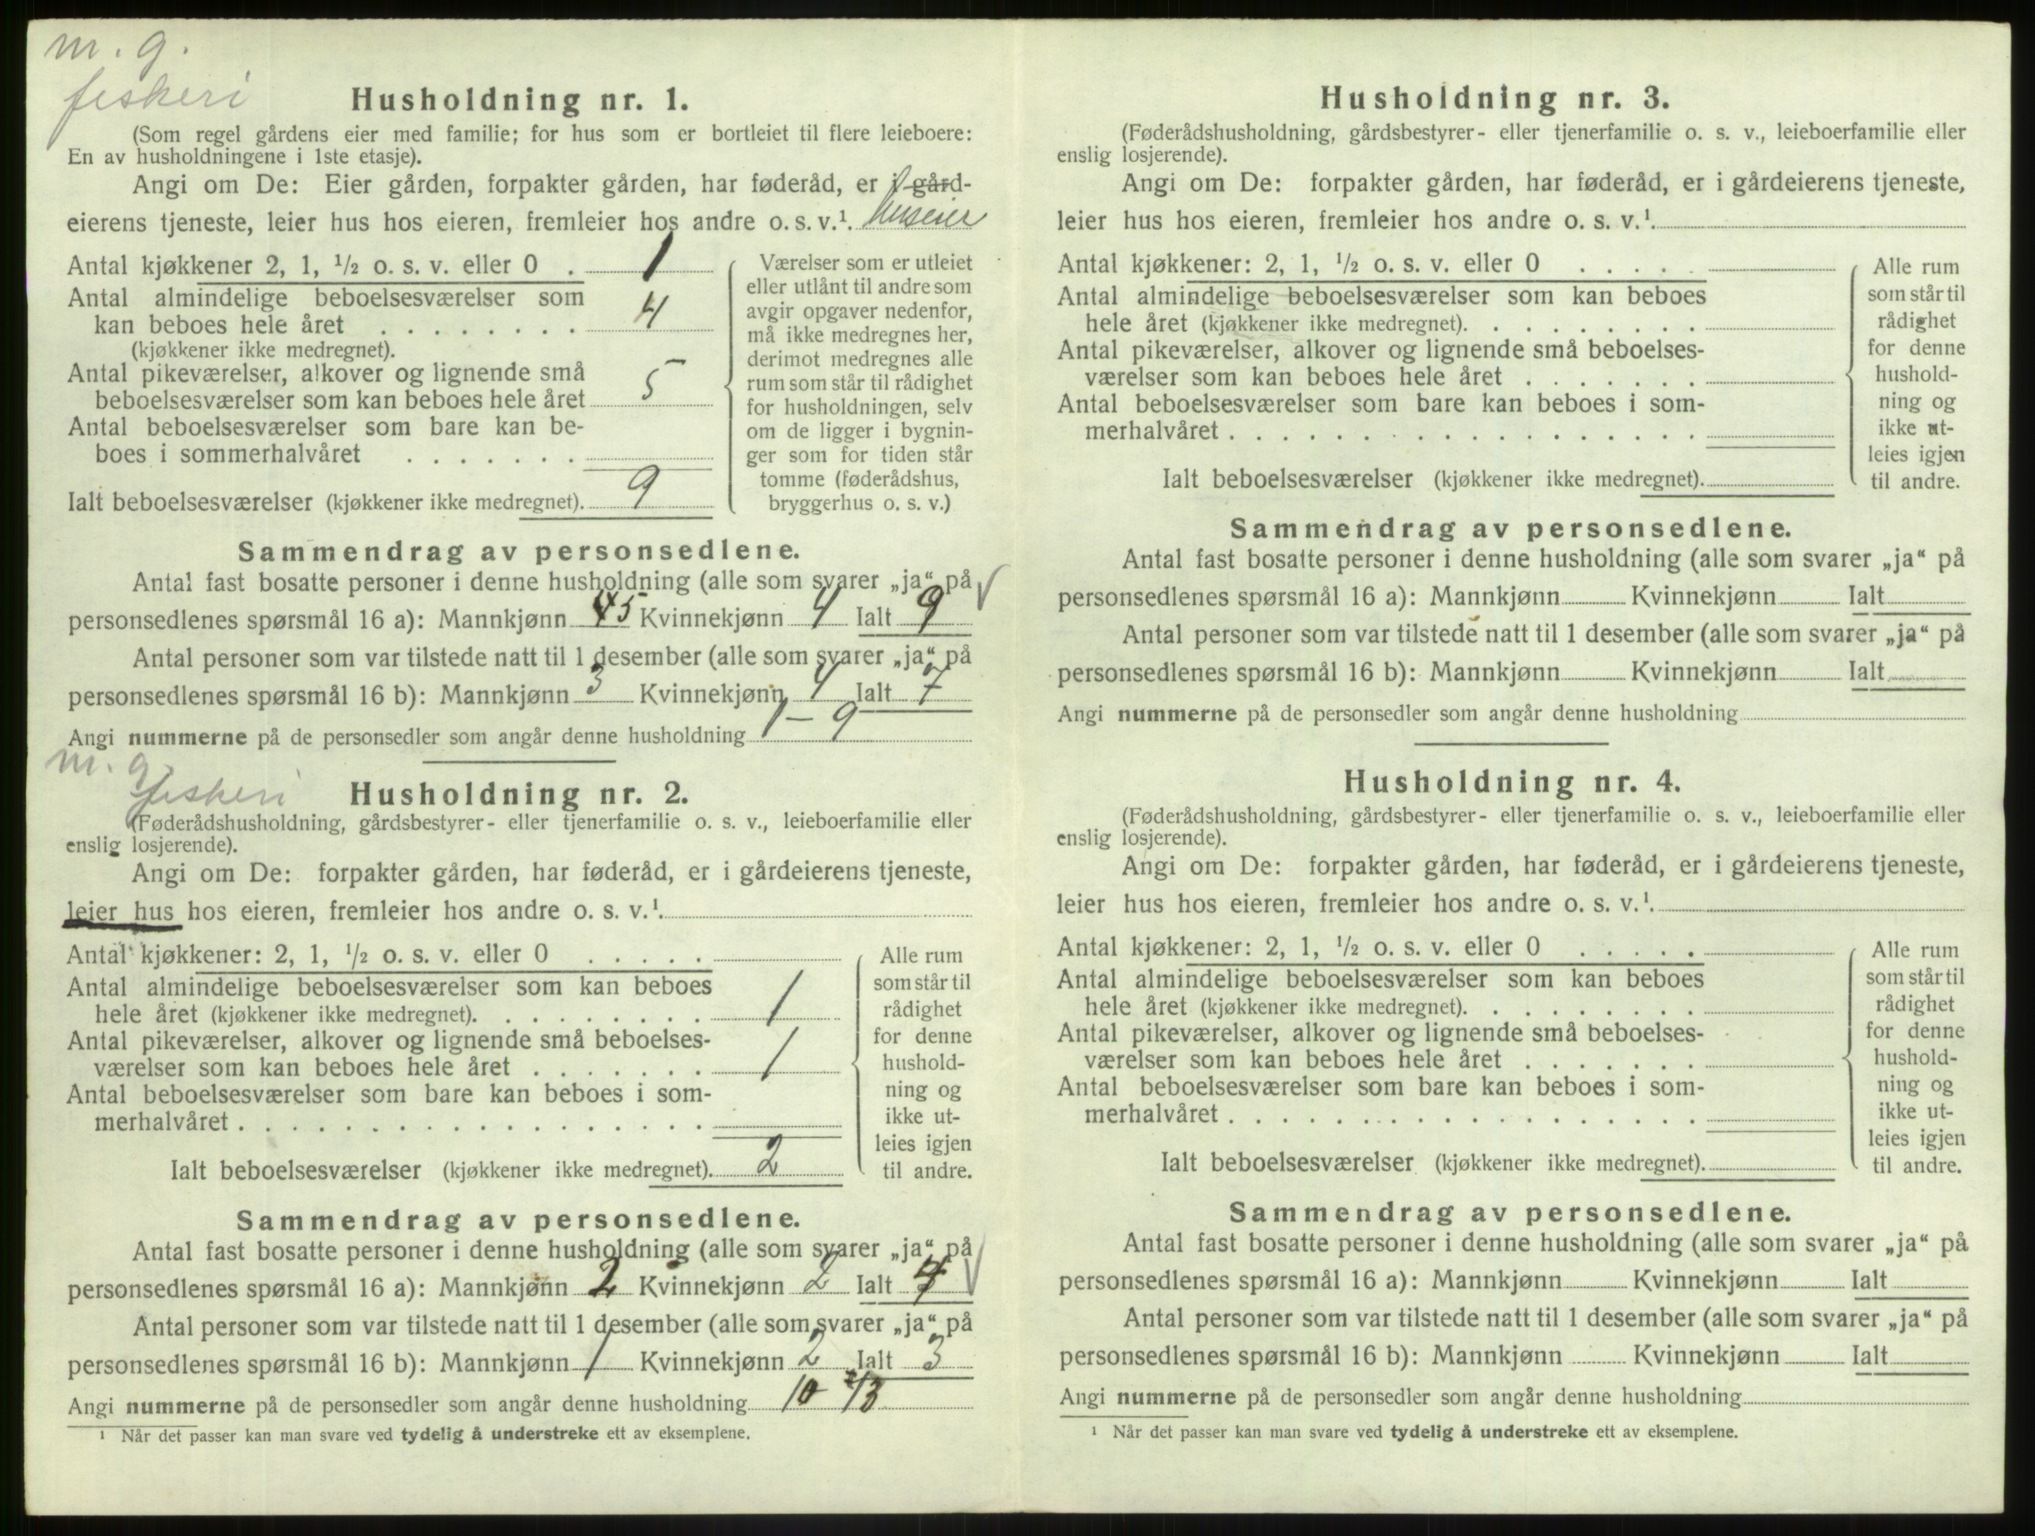 m. g.
fiskeri
Husholdning nr. 1.
(Som regel gårdens eier med familie; for hus som er bortleiet til flere leieboere:
En av husholdningene i 1ste etasje).
Angi om De: Eier gården, forpakter gården, har føderåd, er i gård-
eierens tjeneste, leier hus hos eieren, fremleier hos andre o. s. v.¹. huseier
Antal kjøkkener 2, 1, ½ o. s. v. eller 0 . 1
Antal almindelige beboelsesværelser som
kan beboes hele året . . . . . . . . 4
(kjøkkener ikke medregnet).
Antal pikeværelser, alkover og lignende små
beboelsesværelser som kan beboes hele året 5
Antal beboelsesværelser som bare kan be-
boes i sommerhalvåret . . . . . . .
Ialt beboelsesværelser (kjøkkener ikke medregnet). 9
Værelser som er utleiet
eller utlånt til andre som
avgir opgaver nedenfor,
må ikke medregnes her,
derimot medregnes alle
rum som står til rådighet
for husholdningen, selv
om de ligger i bygnin-
ger som for tiden står
tomme (føderådshus,
bryggerhus o. s. v.)
Sammendrag av personsedlene.
Antal fast bosatte personer i denne husholdning (alle som svarer „ja“ på √
personsedlenes spørsmål 16 a): Mannkjønn 4 5 Kvinnekjønn 4 Ialt 9
Antal personer som var tilstede natt til 1 desember (alle som svarer „ja“ på
personsedlenes spørsmål 16 b): Mannkjønn 3 Kvinnekjønn 4 Ialt 7
Angi nummerne på de personsedler som angår denne husholdning 1 – 9
m. g.
fiskeri
Husholdning nr. 2.
(Føderådshusholdning, gårdsbestyrer- eller tjenerfamilie o. s. v., leieboerfamilie eller
enslig losjerende).
Angi om De: forpakter gården, har føderåd, er i gårdeierens tjeneste,
leier hus hos eieren, fremleier hos andre o. s. v.¹.
Antal kjøkkener: 2, 1, ½ o. s. v. eller 0 . . . . .
Antal almindelige beboelsesværelser som kan beboes
hele året (kjøkkener ikke medregnet). . . . . . . . . 1
Antal pikeværelser, alkover og lignende små beboelses-
værelser som kan beboes hele året . . . . . . . 1
Antal beboelsesværelser som bare kan beboes i som-
merhalvåret . . . . . . . . . . . . . . . . . .
Ialt beboelsesværelser (kjøkkener ikke medregnet). 2
Alle rum
som står til
rådighet
for denne
hushold-
ning og
ikke ut-
leies igjen
til andre.
Sammendrag av personsedlene.
Antal fast bosatte personer i denne husholdning (alle som svarer „ja“ på √
personsedlenes spørsmål 16 a): Mannkjønn 2 Kvinnekjønn 2 Ialt 4
Antal personer som var tilstede natt til 1 desember (alle som svarer „ja“ på
personsedlenes spørsmål 16 b): Mannkjønn 1 Kvinnekjønn 2 Ialt 3
Angi nummerne på de personsedler som angår denne husholdning 10 - 13
¹ Når det passer kan man svare ved tydelig å understreke ett av eksemplene.
Husholdning nr. 3.
(Føderådshusholdning, gårdsbestyrer- eller tjenerfamilie o. s. v., leieboerfamilie eller
enslig losjerende).
Angi om De: forpakter gården, har føderåd, er i gårdeierens tjeneste,
leier hus hos eieren, fremleier hos andre o. s. v.¹.
Antal kjøkkener: 2, 1, ½ o. s. v. eller 0 . . . . .
Antal almindelige beboelsesværelser som kan beboes
hele året (kjøkkener ikke medregnet). . . . . . . . .
Antal pikeværelser, alkover og lignende små beboelses-
værelser som kan beboes hele året . . . . . . .
Antal beboelsesværelser som bare kan beboes i som-
merhalvåret . . . . . . . . . . . . . . . . . .
Ialt beboelsesværelser (kjøkkener ikke medregnet).
Alle rum
som står til
rådighet
for denne
hushold-
ning og
ikke ut-
leies igjen
til andre.
Sammendrag av personsedlene.
Antal fast bosatte personer i denne husholdning (alle som svarer „ja“ på
personsedlenes spørsmål 16 a): Mannkjønn Kvinnekjønn Ialt
Antal personer som var tilstede natt til 1 desember (alle som svarer „ja“ på
personsedlenes spørsmål 16 b): Mannkjønn Kvinnekjønn Ialt
Angi nummerne på de personsedler som angår denne husholdning
Husholdning nr. 4.
(Føderådshusholdning, gårdsbestyrer- eller tjenerfamilie o. s. v., leieboerfamilie eller
enslig losjerende).
Angi om De: forpakter gården, har føderåd, er i gårdeierens tjeneste,
leier hus hos eieren, fremleier hos andre o. s. v.¹.
Antal kjøkkener: 2, 1, ½ o. s. v. eller 0 . . . . .
Antal almindelige beboelsesværelser som kan beboes
hele året (kjøkkener ikke medregnet). . . . . . . . .
Antal pikeværelser, alkover og lignende små beboelses-
værelser som kan beboes hele året . . . . . . .
Antal beboelsesværelser som bare kan beboes i som-
merhalvåret . . . . . . . . . . . . . . . . . .
Ialt beboelsesværelser (kjøkkener ikke medregnet).
Alle rum
som står til
rådighet
for denne
hushold-
ning og
ikke ut-
leies igjen
til andre.
Sammendrag av personsedlene.
Antal fast bosatte personer i denne husholdning (alle som svarer „ja“ på
personsedlenes spørsmål 16 a): Mannkjønn Kvinnekjønn Ialt
Antal personer som var tilstede natt til 1 desember (alle som svarer „ja“ på
personsedlenes spørsmål 16 b): Mannkjønn Kvinnekjønn Ialt
Angi nummerne på de personsedler som angår denne husholdning
¹ Når det passer kan man svare ved tydelig å understreke ett av eksemplene.